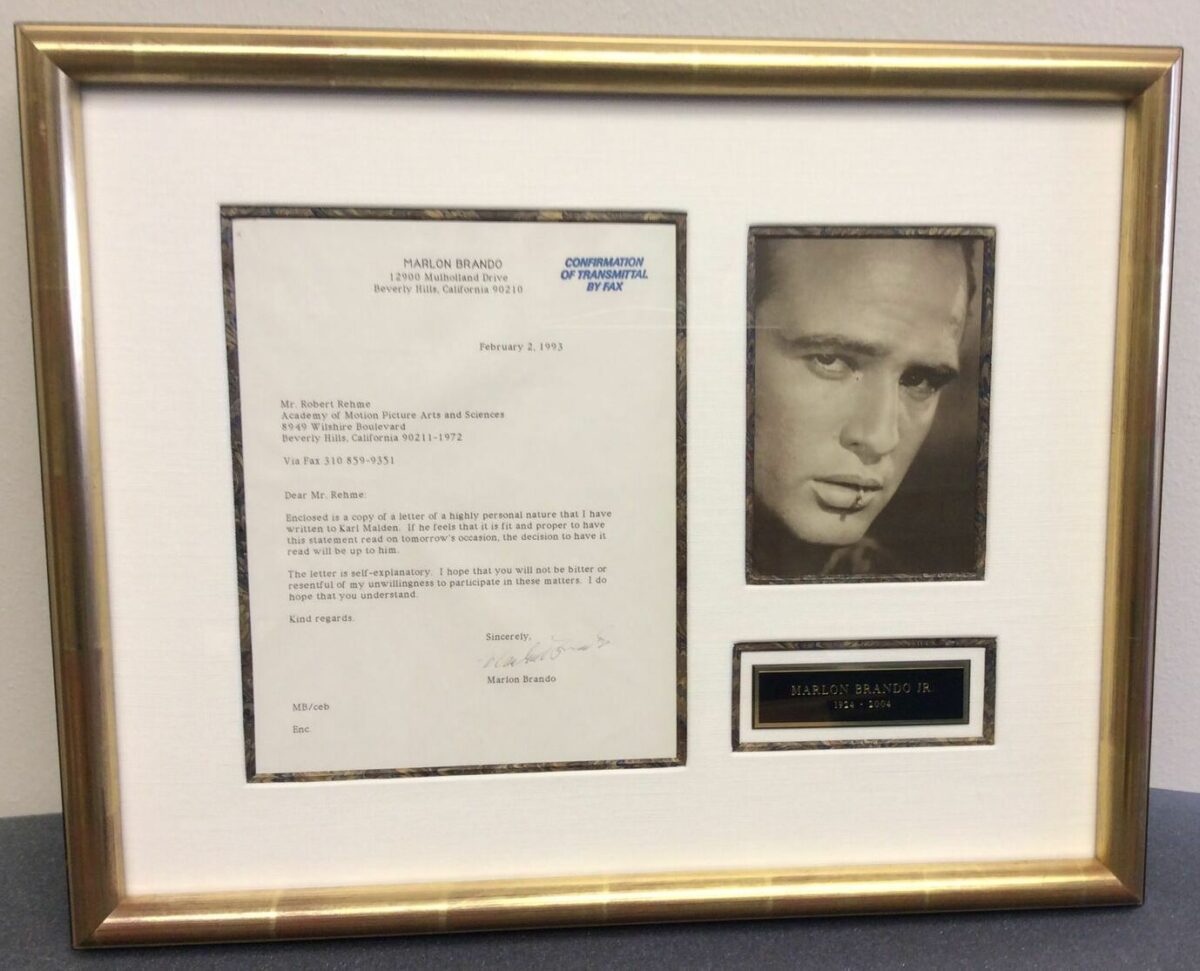 MARLON BRANDO
12900 Mulholland Drive
Beverly Hills, California 90210
CONFIRMATION
OF TRANSMITTAL
BY FAX
February 2, 1993
Mr. Robert Rehme
Academy of Motion Picture Arts and Sciences
8949 Wilshire Boulevard
Beverly Hills, California 90211-1972
Via Fax 310 859-9351
Dear Mr. Rehme:
Enclosed is a copy of a letter of a highly personal nature that I have
written to Karl Malden. If he feels that it is fit and proper to have
this statement read on tomorrow's occasion, the decision to have it
read will be up to him.
The letter is self-explanatory. I hope that you will not be bitter or
resentful of my unwillingness to participate in these matters. I do
hope that you understand.
Kind regards.
Sincerely,
Marlon Brando
Marlon Brando
MB/ceb
Enc.
MARLON BRANDO JR
1924 · 2004